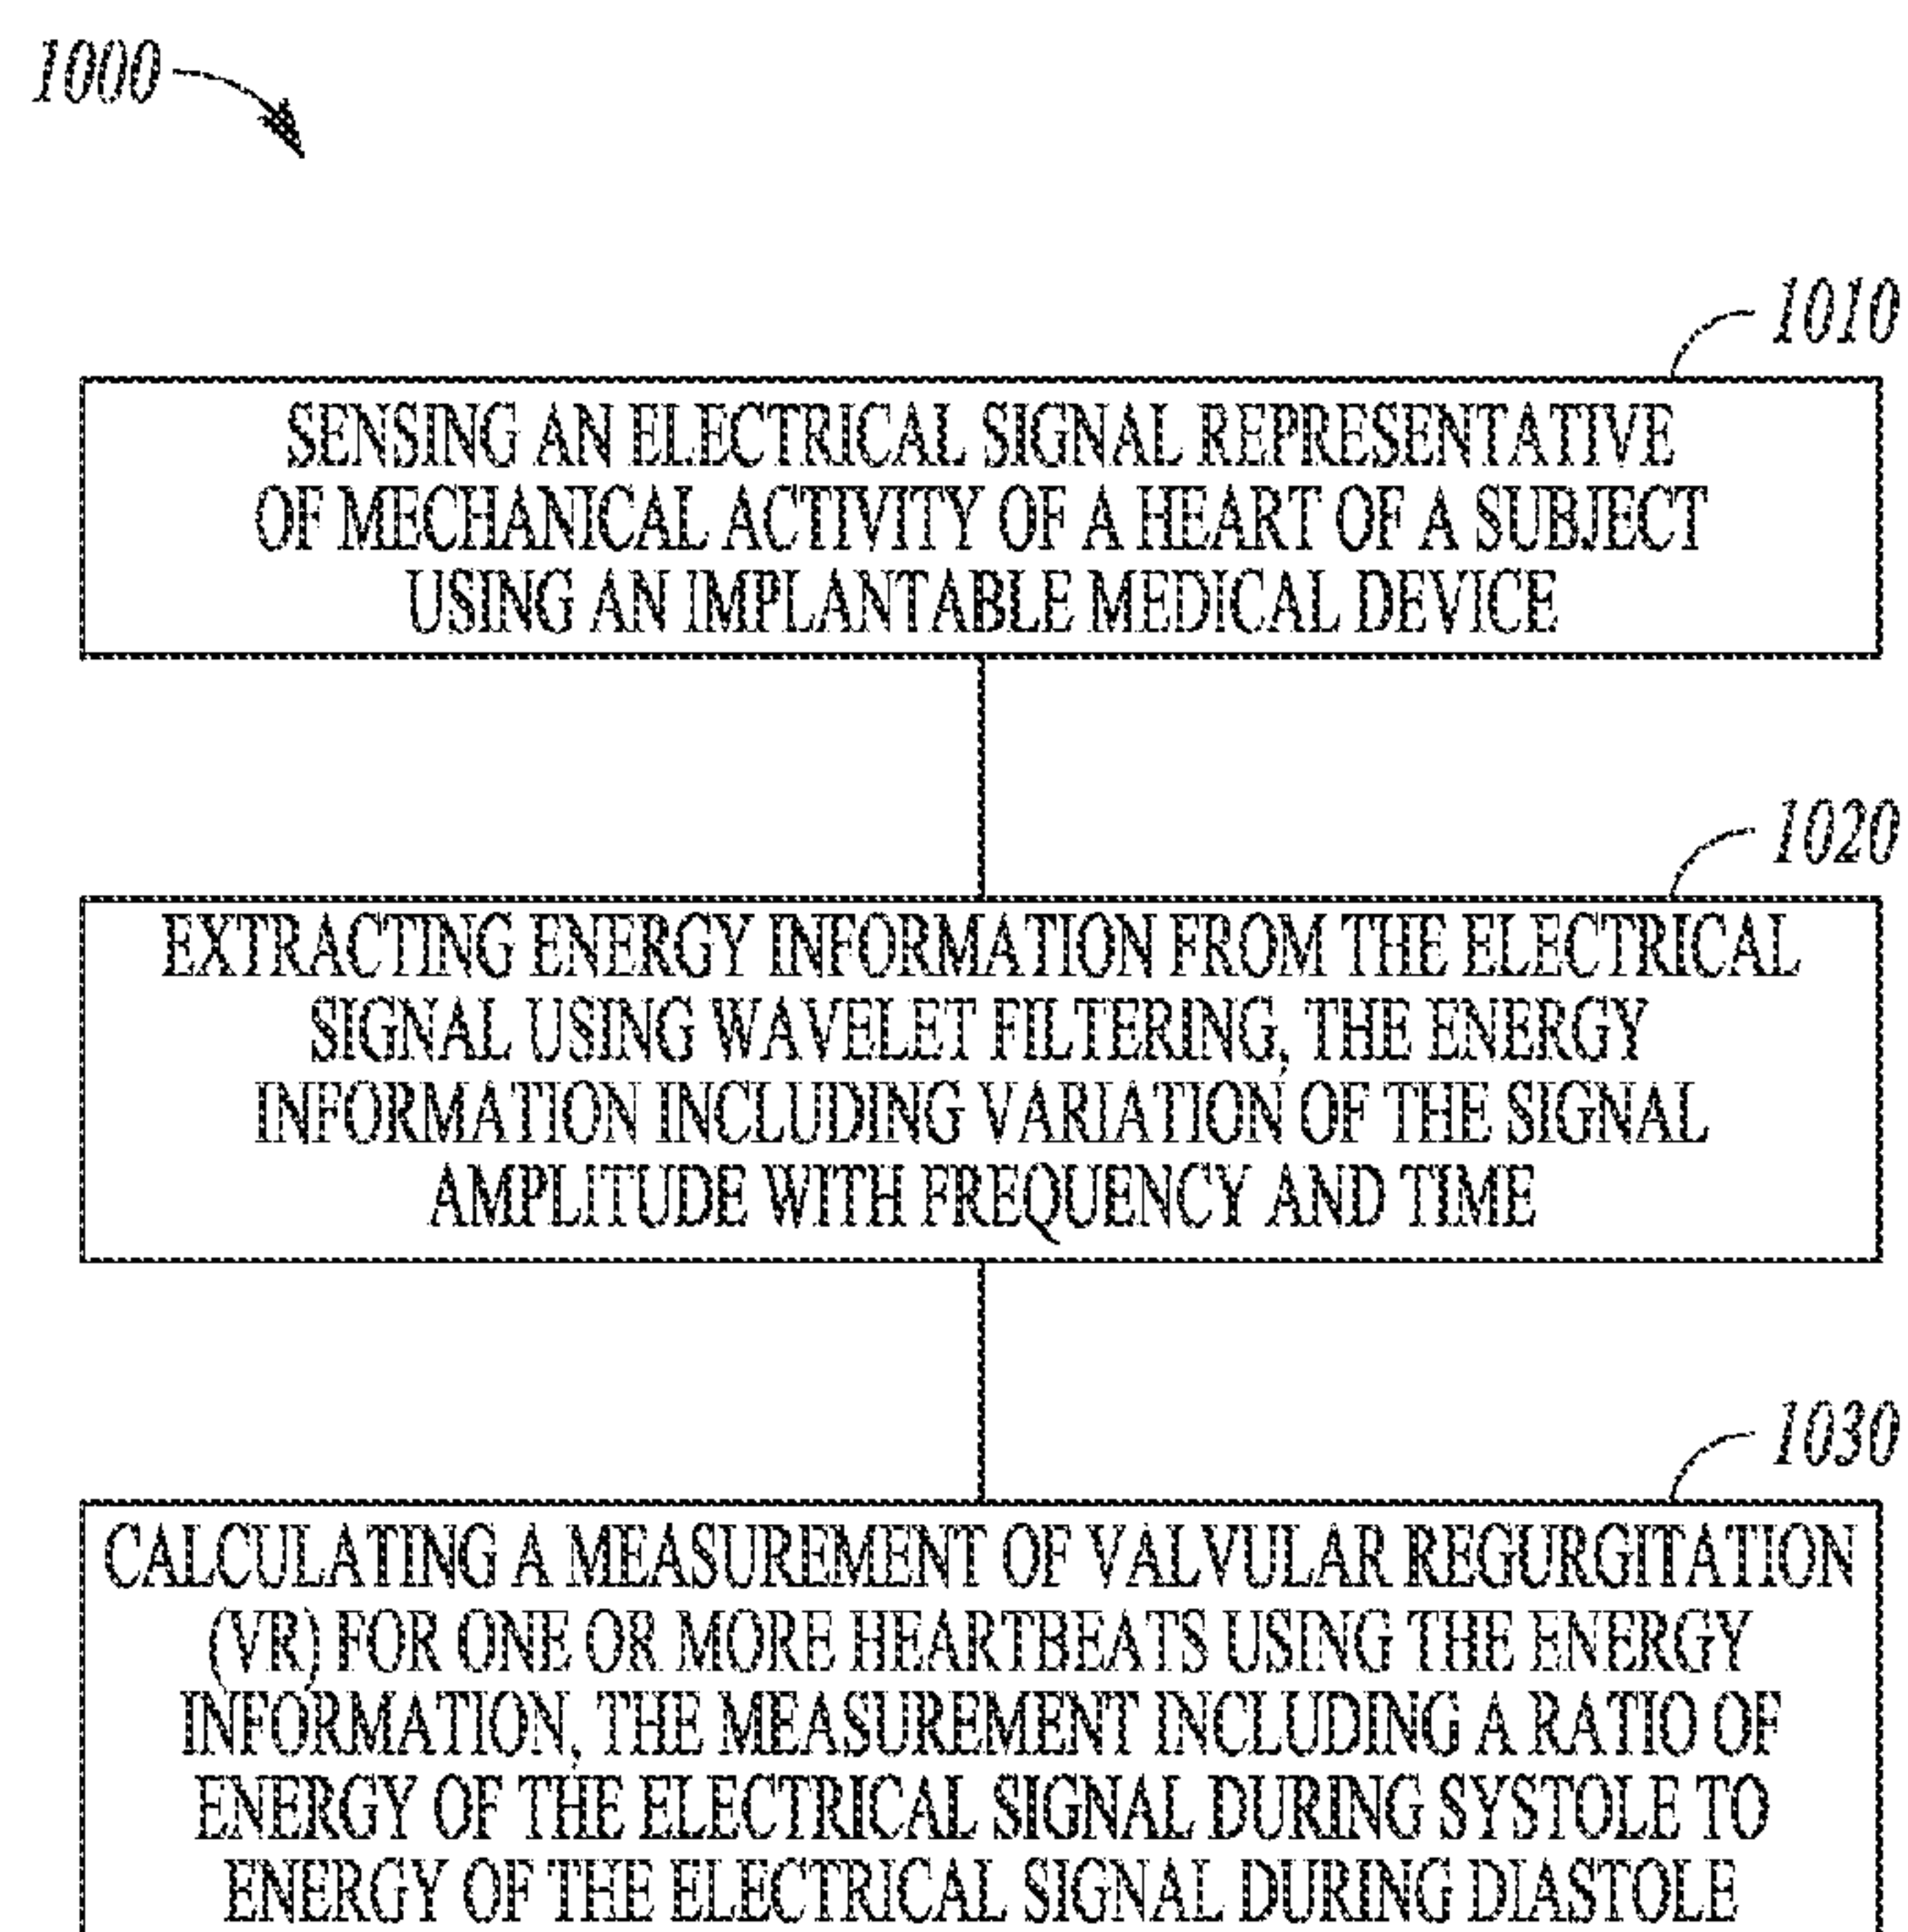 1000
1010
SENSING AN ELECTRICAL SIGNAL REPRESENTATIVE
OF MECHANICAL ACTIVITY OF A HEART OF A SUBJECT
USING AN IMPLANTABLE MEDICAL DEVICE
1020
EXTRACTING ENERGY INFORMATION FROM THE ELECTRICAL
SIGNAL USING WAVELET FILTERING, THE ENERGY
INFORMATION INCLUDING VARIATION OF THE SIGNAL
AMPLITUDE WITH FREQUENCY AND TIME
1030
CALCULATING A MEASUREMENT OF VALVULAR REGURGITATION
(VR) FOR ONE OR MORE HEARTBEATS USING THE ENERGY
INFORMATION, THE MEASUREMENT INCLUDING A RATIO OF
ENERGY OF THE ELECTRICAL SIGNAL DURING SYSTOLE TO
ENERGY OF THE ELECTRICAL SIGNAL DURING DIASTOLE